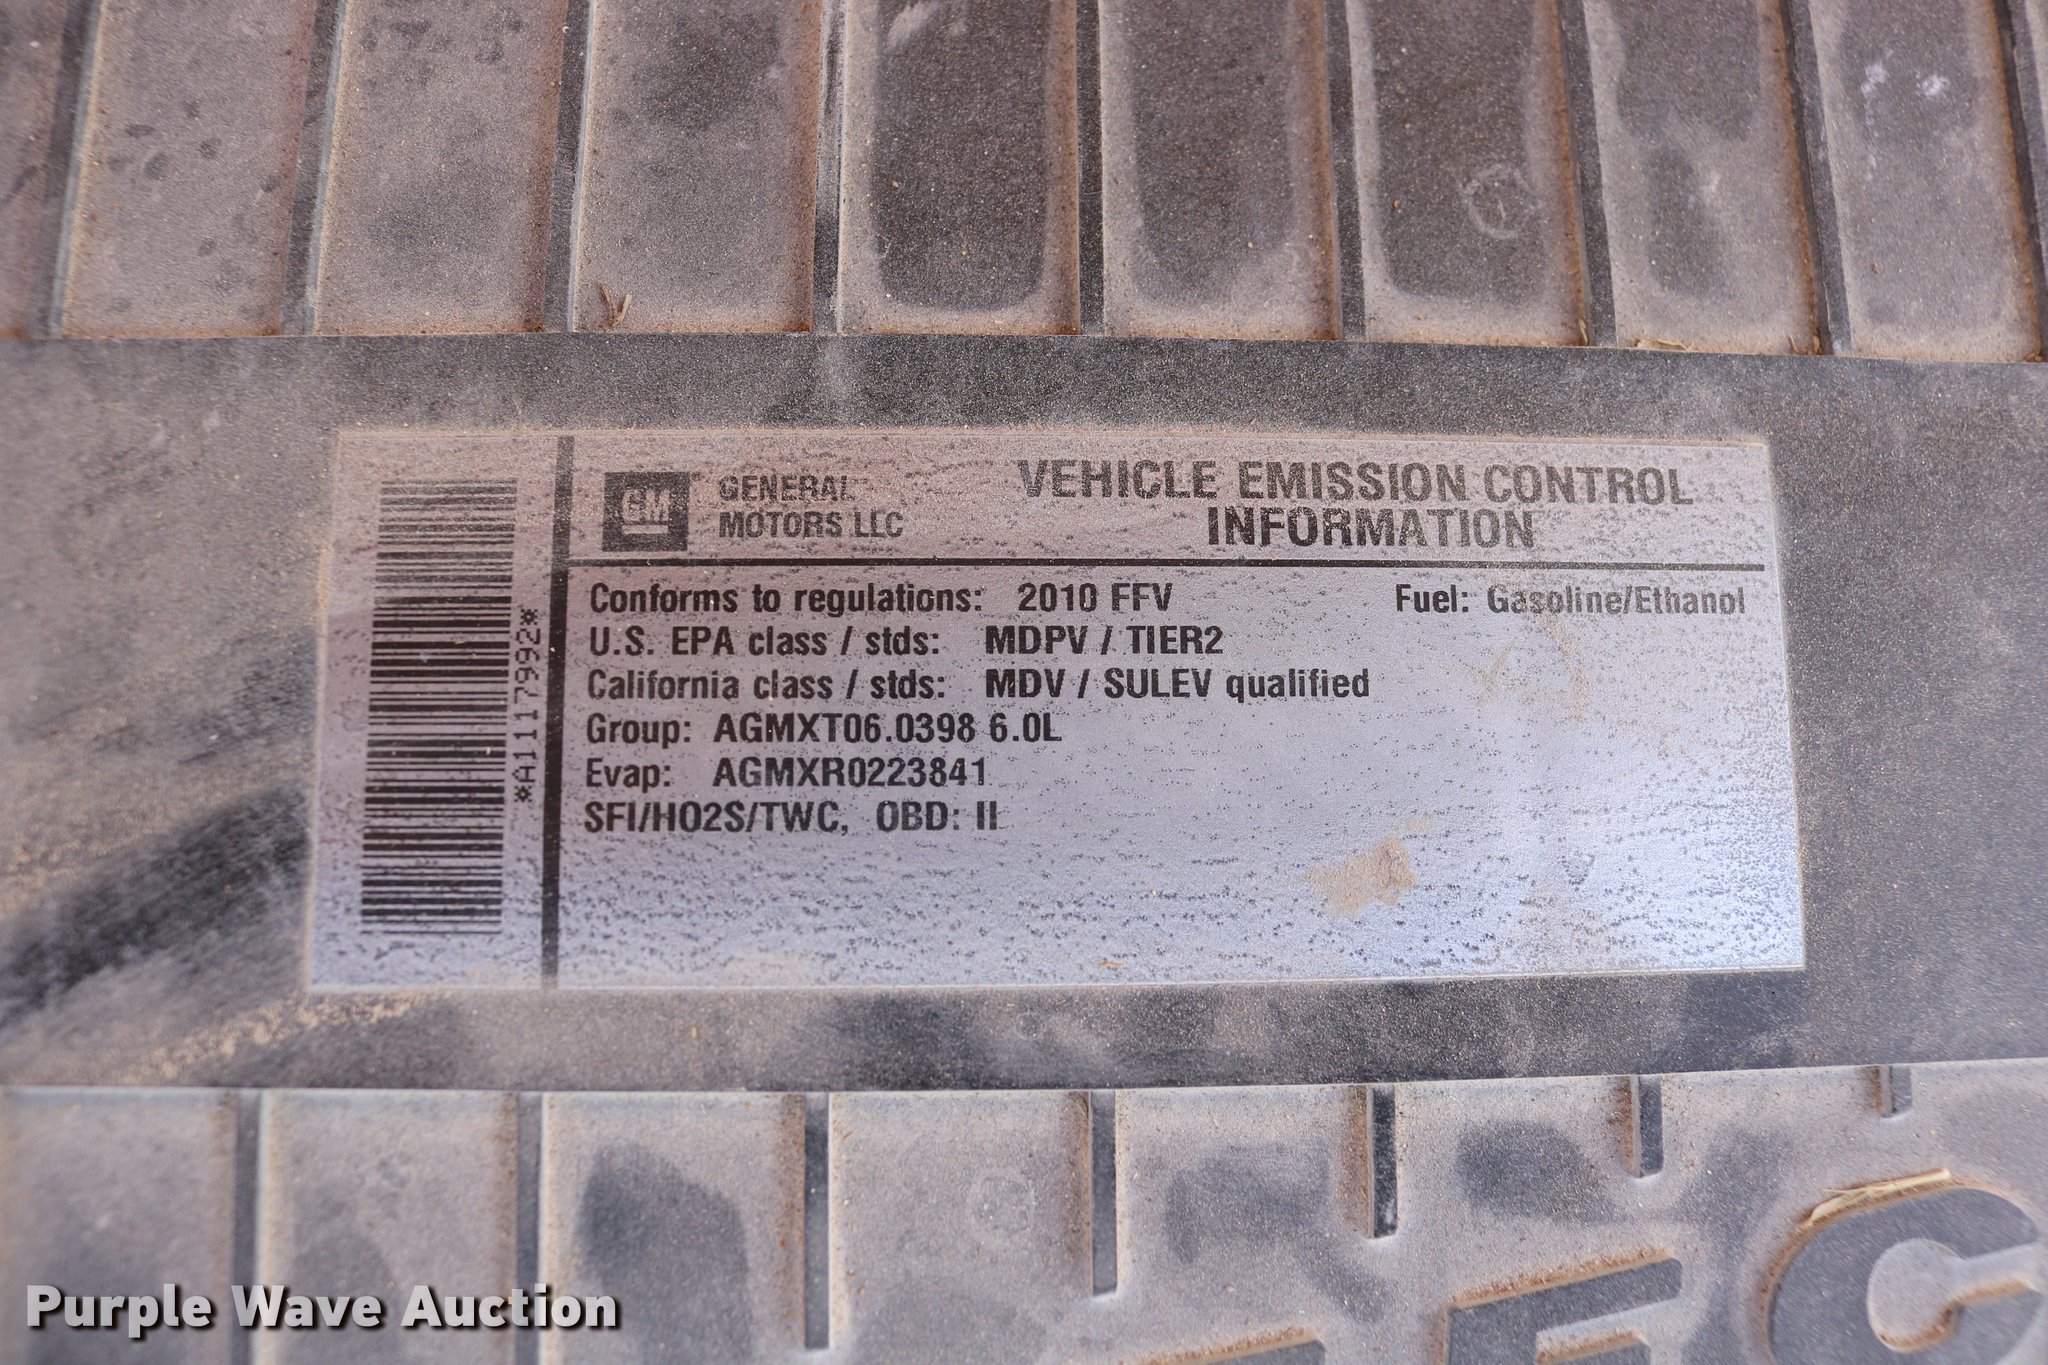 GM
GENERAL
MOTORS LLC
VEHICLE EMISSION CONTROL
INFORMATION
Conforms to regulations: 2010 FFV Fuel: Gasoline/Ethanol
U.S. EPA class / stds: MDPV / TIER2
California class / stds: MDV / SULEV qualified
Group: AGMXT06.0398 6.0L
Evap: AGMXR0223841
SFI/HO2S/TWC, OBD: II
*A1117992*
Purple Wave Auction